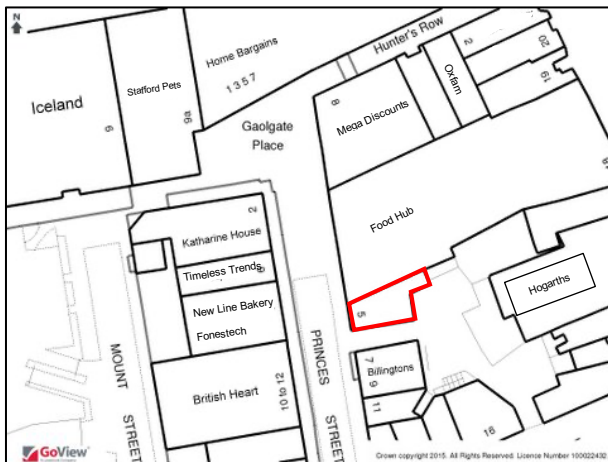 N
Iceland
9
Stafford Pets
9a
Home Bargains
1 3 5 7
Gaolgate
Place
Hunter's Row
8
Mega Discounts
Oxfam
2
20
19
18
Food Hub
2
Katharine House
Timeless Trends
6
New Line Bakery
Fonestech
British Heart
10 to 12
MOUNT
STREET
PRINCES
STREET
5
7
Billingtons
9
11
Hogarths
16
GoView
Crown copyright 2015. All Rights Reserved. Licence Number 100022432